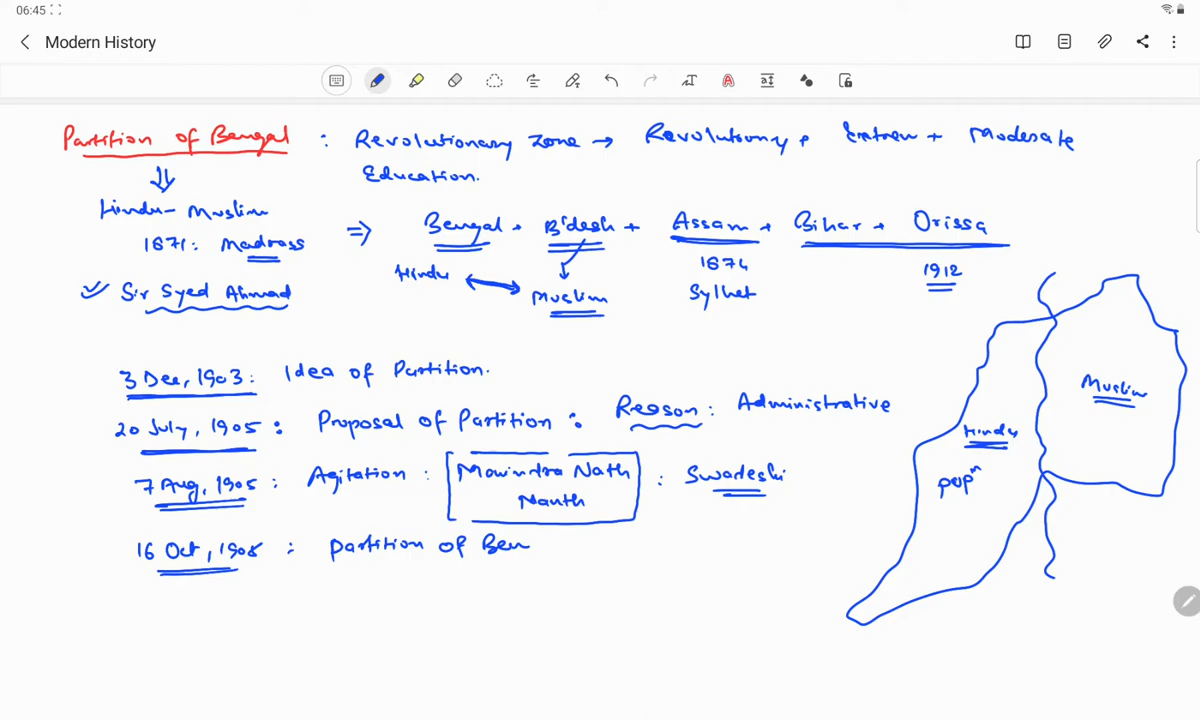 06:45
Modern History
Partition of Bengal : Revolutionary Zone → Revolutionary + Extrem + Moderate
Education.
Hindu - Muslim
1871: Madrass
Sir Syed Ahmad
⇒ Bengal + B'desh + Assam + Bihar + Orissa
Hindu ↔ Muslim
1874
Sylhet
1912
3 Dec, 1903: Idea of Partition.
20 July, 1905: Proposal of Partition : Reason: Administrative
7 Aug, 1905: Agitation : Manindra Nath
Nanth
: Swadeshi
16 Oct, 1905 : Partition of Ben
Hindu
popn
Muslim